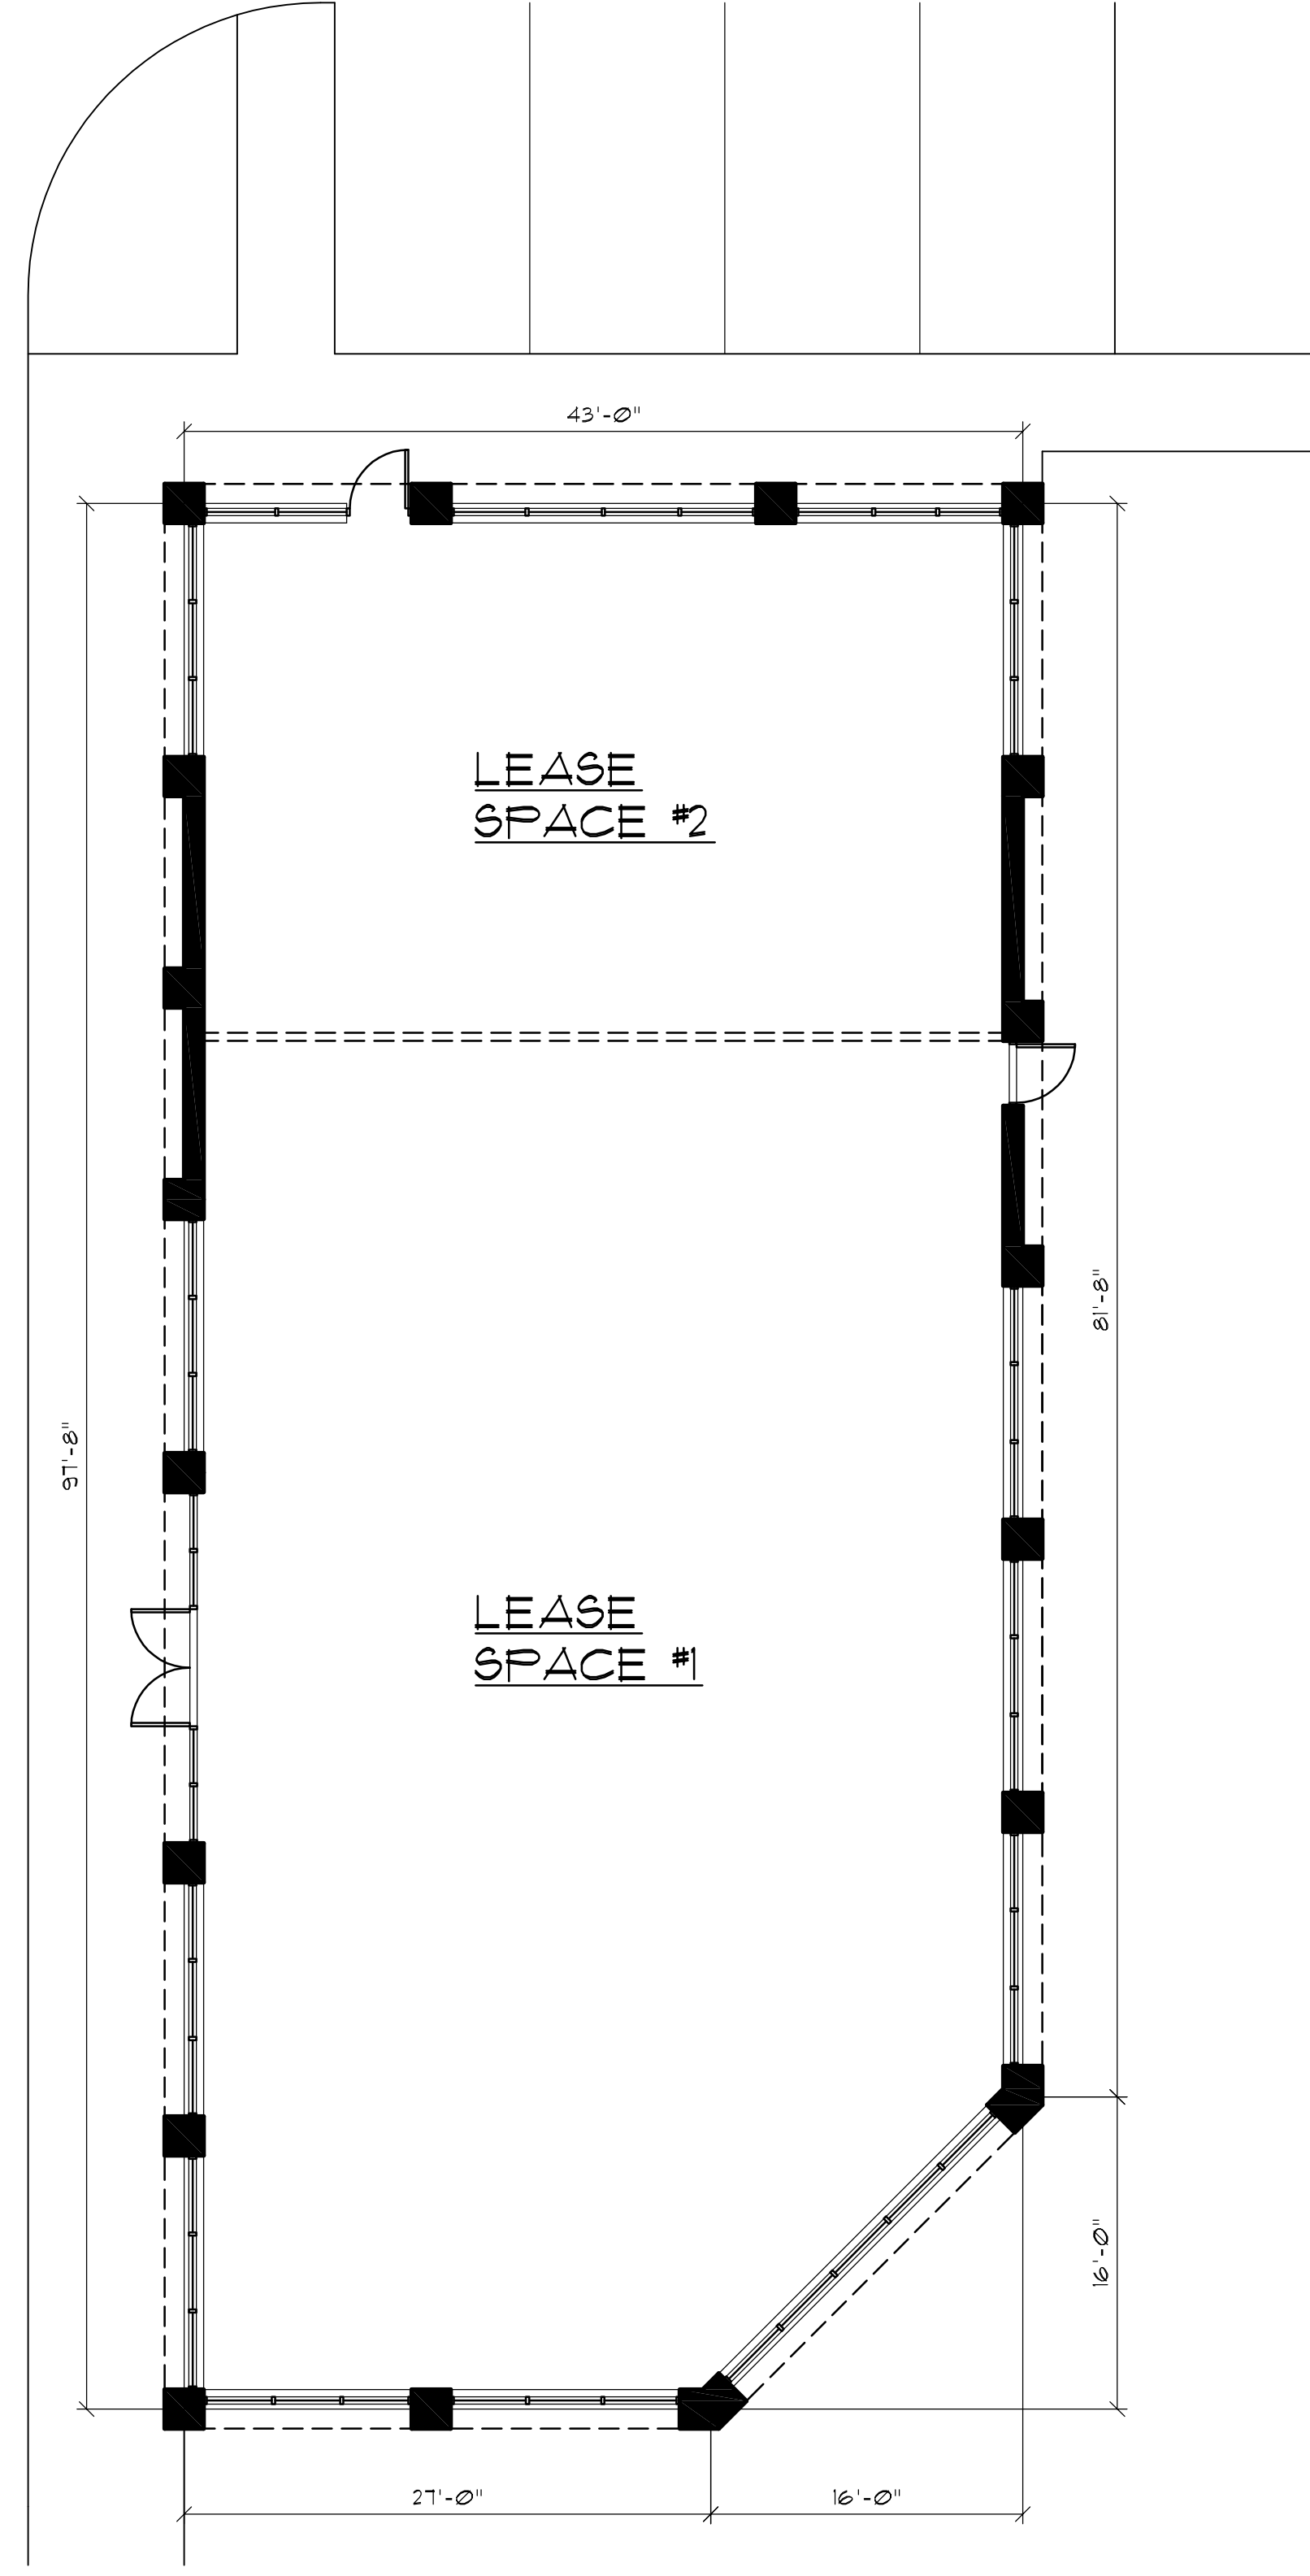 43'-0"
LEASE
SPACE #2
81'-8"
97'-8"
LEASE
SPACE #1
16'-0"
27'-0"
16'-0"